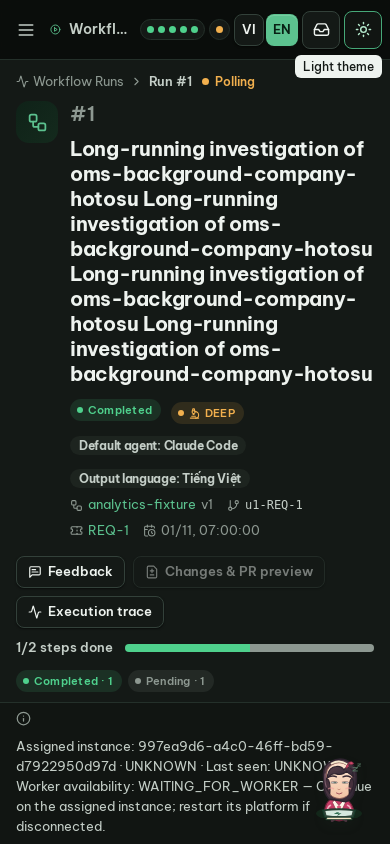 Workfl...
VI
EN
Light theme
Workflow Runs > Run #1 Polling
#1
Long-running investigation of
oms-background-company-
hotosu Long-running
investigation of oms-
background-company-hotosu
Long-running investigation of
oms-background-company-
hotosu Long-running
investigation of oms-
background-company-hotosu
Completed DEEP
Default agent: Claude Code
Output language: Tiếng Việt
analytics-fixture v1 u1-REQ-1
REQ-1 01/11, 07:00:00
Feedback Changes & PR preview
Execution trace
1/2 steps done
Completed · 1 Pending · 1
Assigned instance: 997ea9d6-a4c0-46ff-bd59-
d7922950d97d · UNKNOWN · Last seen:
Worker availability: WAITING_FOR_WORKER —
on the assigned instance; restart its platform if
disconnected.